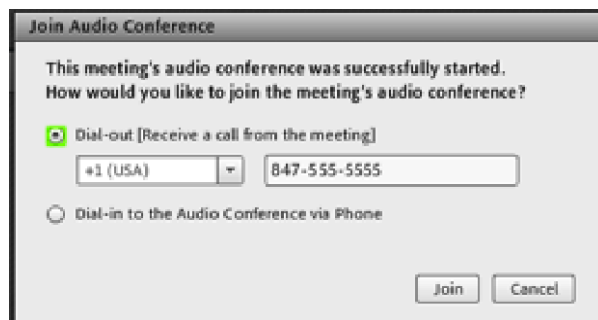 Join Audio Conference
This meeting's audio conference was successfully started.
How would you like to join the meeting's audio conference?
Dial-out [Receive a call from the meeting]
+1 (USA) 847-555-5555
Dial-in to the Audio Conference via Phone
Join Cancel